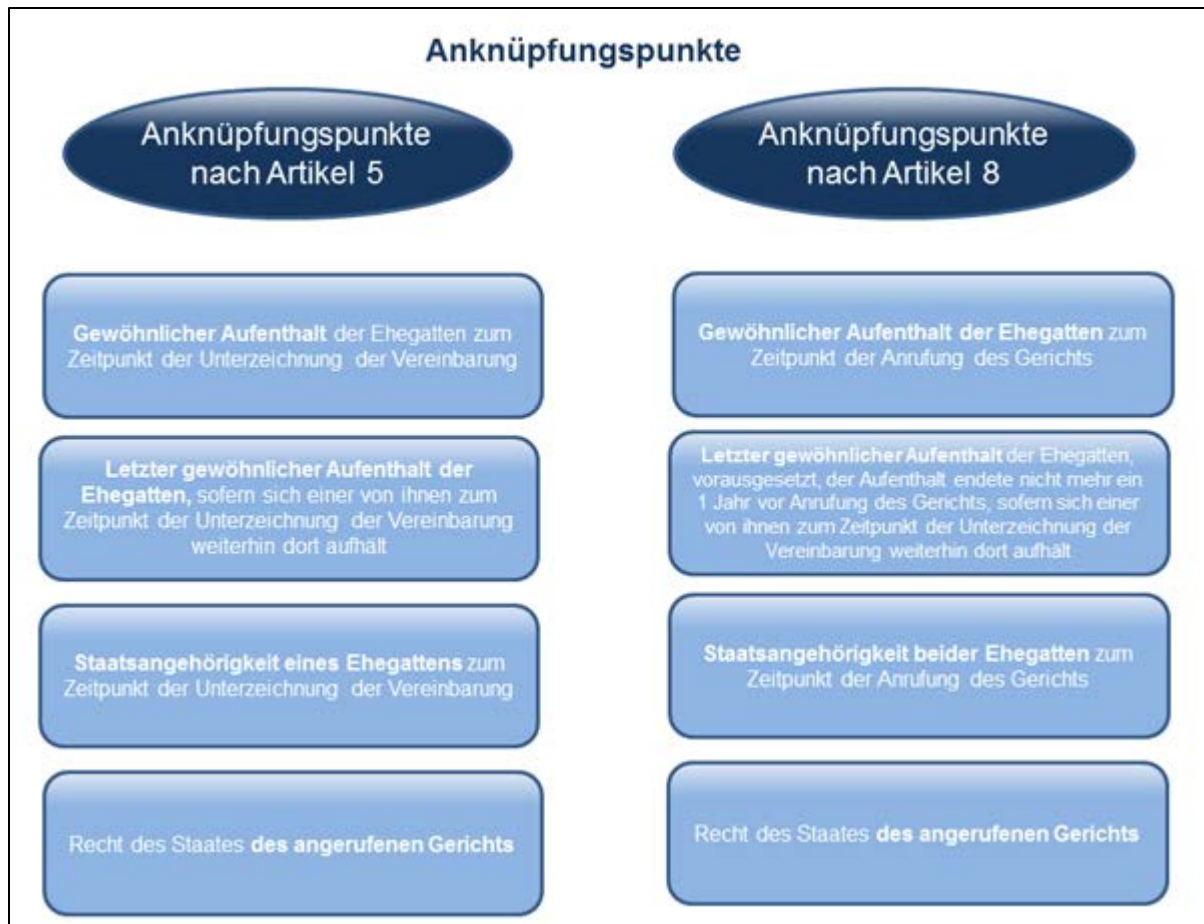 Anknüpfungspunkte
Anknüpfungspunkte
nach Artikel 5
Gewöhnlicher Aufenthalt der Ehegatten zum
Zeitpunkt der Unterzeichnung der Vereinbarung
Letzter gewöhnlicher Aufenthalt der
Ehegatten, sofern sich einer von ihnen zum
Zeitpunkt der Unterzeichnung der Vereinbarung
weiterhin dort aufhält
Staatsangehörigkeit eines Ehegattens zum
Zeitpunkt der Unterzeichnung der Vereinbarung
Recht des Staates des angerufenen Gerichts
Anknüpfungspunkte
nach Artikel 8
Gewöhnlicher Aufenthalt der Ehegatten zum
Zeitpunkt der Anrufung des Gerichts
Letzter gewöhnlicher Aufenthalt der Ehegatten,
vorausgesetzt, der Aufenthalt endete nicht mehr ein
1 Jahr vor Anrufung des Gerichts, sofern sich einer
von ihnen zum Zeitpunkt der Unterzeichnung der
Vereinbarung weiterhin dort aufhält
Staatsangehörigkeit beider Ehegatten zum
Zeitpunkt der Anrufung des Gerichts
Recht des Staates des angerufenen Gerichts